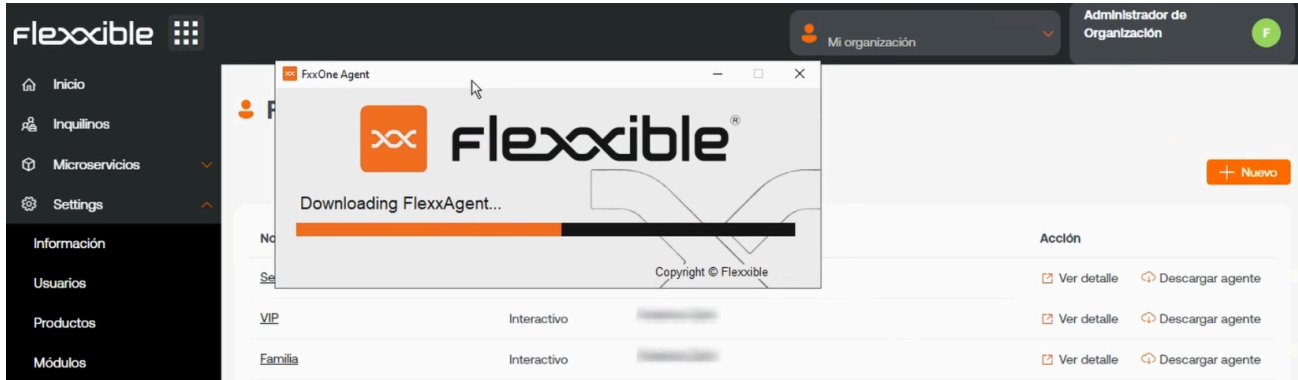 Flexxible
Administrador de
Organización
F
Mi organización
Inicio
Inquilinos
Microservicios
Settings
Información
Usuarios
Productos
Módulos
FxxOne Agent
Flexxible®
Downloading FlexxAgent...
Copyright © Flexxible
Nuevo
Acción
Ver detalle Descargar agente
VIP Interactivo Ver detalle Descargar agente
Familia Interactivo Ver detalle Descargar agente